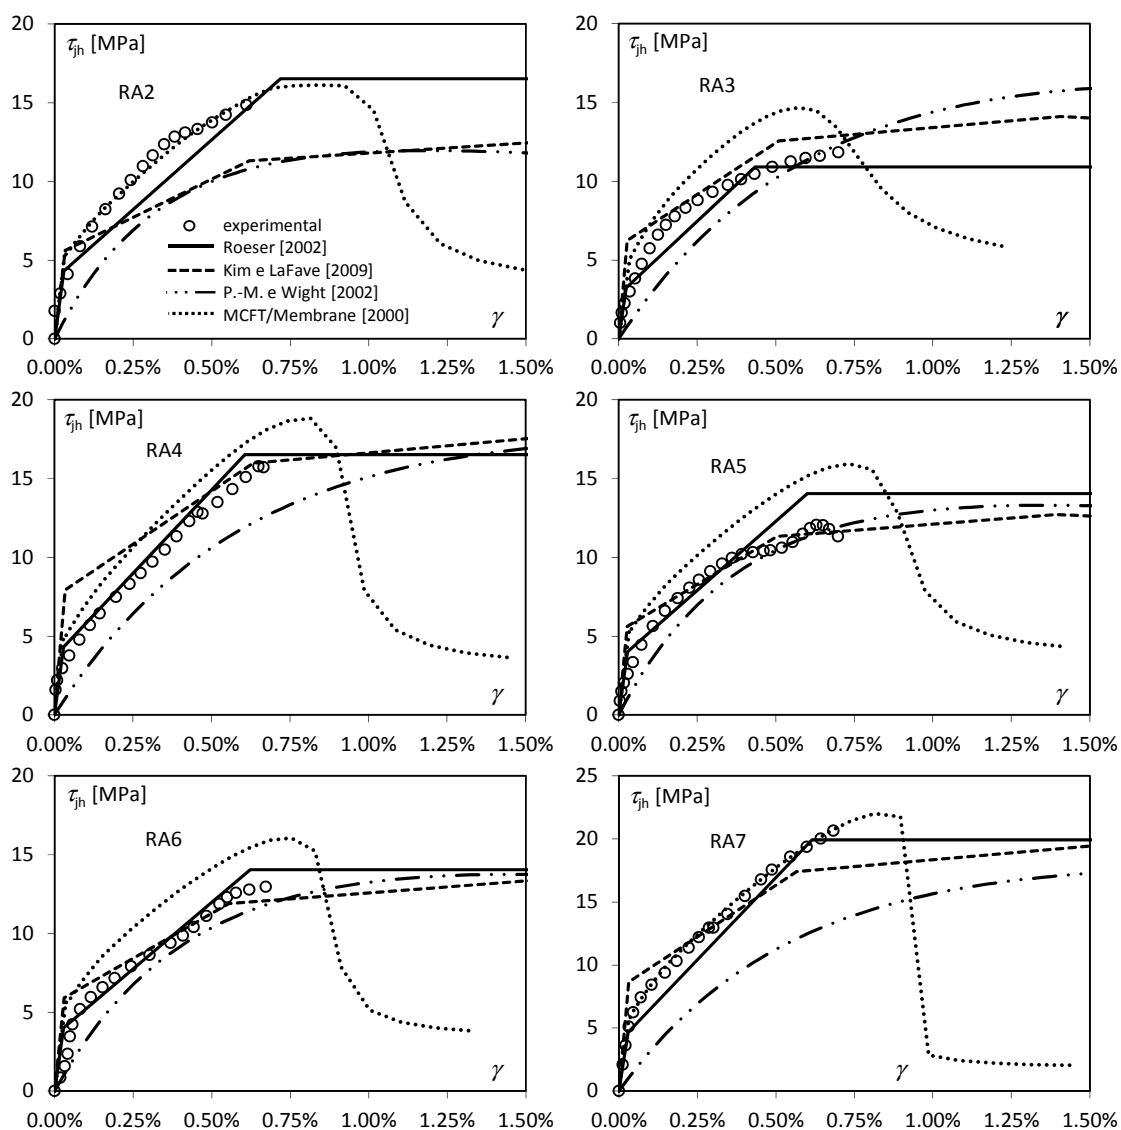 20
15
10
5
0
τjh [MPa]
RA2
experimental
Roeser [2002]
Kim e LaFave [2009]
P.-M. e Wight [2002]
MCFT/Membrane [2000]
γ
0.00% 0.25% 0.50% 0.75% 1.00% 1.25% 1.50%
20
15
10
5
0
τjh [MPa]
RA3
γ
0.00% 0.25% 0.50% 0.75% 1.00% 1.25% 1.50%
20
15
10
5
0
τjh [MPa]
RA4
γ
0.00% 0.25% 0.50% 0.75% 1.00% 1.25% 1.50%
20
15
10
5
0
τjh [MPa]
RA5
γ
0.00% 0.25% 0.50% 0.75% 1.00% 1.25% 1.50%
20
15
10
5
0
τjh [MPa]
RA6
γ
0.00% 0.25% 0.50% 0.75% 1.00% 1.25% 1.50%
25
20
15
10
5
0
τjh [MPa]
RA7
γ
0.00% 0.25% 0.50% 0.75% 1.00% 1.25% 1.50%